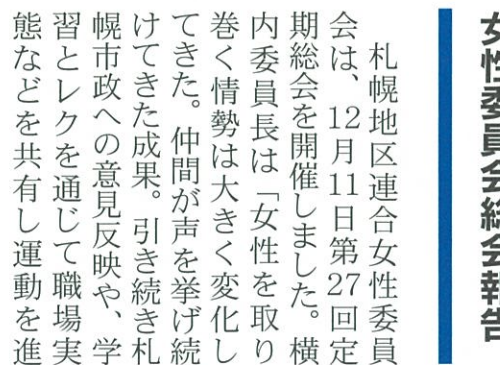 女性委員会総会報告
札幌地区連合女性委員
会は、12月11日第27回定
期総会を開催しました。横
内委員長は「女性を取り
巻く情勢は大きく変化し
てきた。仲間が声を挙げ続
けてきた成果。引き続き札
幌市政への意見反映や、学
習とレクを通じて職場実
態などを共有し運動を進